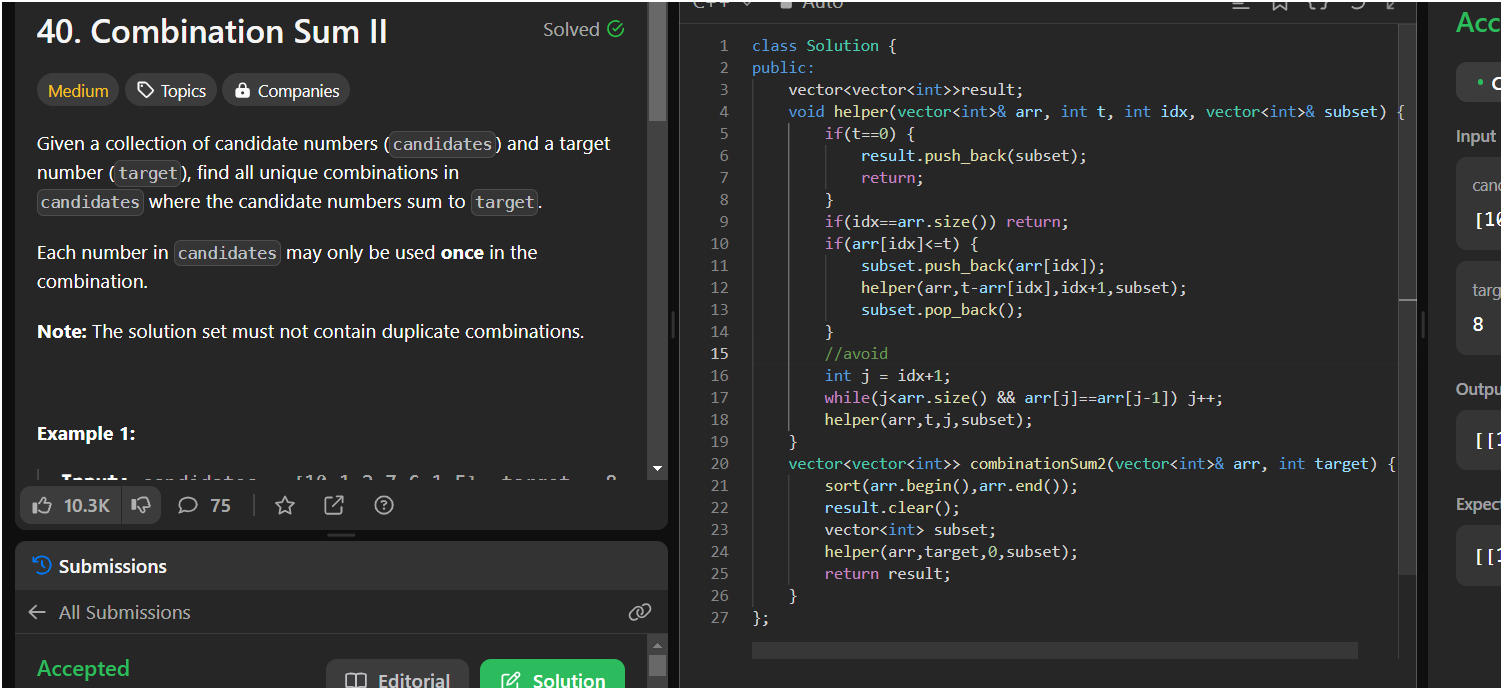 40. Combination Sum II
Solved
Medium
Topics
Companies
Given a collection of candidate numbers (candidates) and a target
number (target), find all unique combinations in
candidates where the candidate numbers sum to target.
Each number in candidates may only be used once in the
combination.
Note: The solution set must not contain duplicate combinations.
Example 1:
10.3K
75
Submissions
All Submissions
Accepted
Editorial
Solution
C++
Auto
1 class Solution {
2 public:
3     vector<vector<int>>result;
4     void helper(vector<int>& arr, int t, int idx, vector<int>& subset) {
5         if(t==0) {
6             result.push_back(subset);
7             return;
8         }
9         if(idx==arr.size()) return;
10         if(arr[idx]<=t) {
11             subset.push_back(arr[idx]);
12             helper(arr,t-arr[idx],idx+1,subset);
13             subset.pop_back();
14         }
15         //avoid
16         int j = idx+1;
17         while(j<arr.size() && arr[j]==arr[j-1]) j++;
18         helper(arr,t,j,subset);
19     }
20     vector<vector<int>> combinationSum2(vector<int>& arr, int target) {
21         sort(arr.begin(),arr.end());
22         result.clear();
23         vector<int> subset;
24         helper(arr,target,0,subset);
25         return result;
26     }
27 };
Acc
Input
[10
targ
8
Outpu
[[1
Expect
[[1